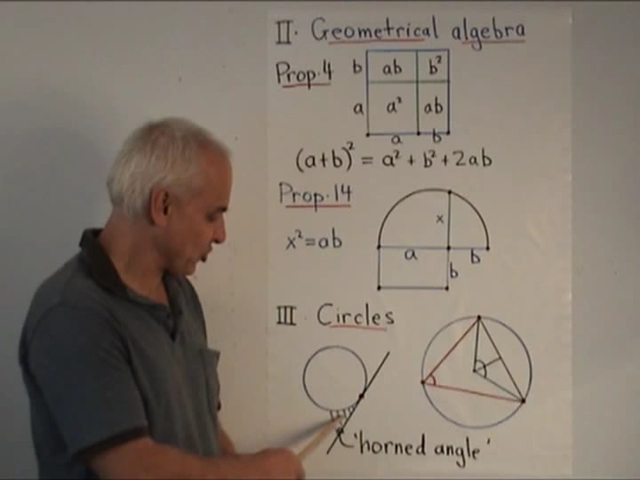 II. Geometrical algebra
Prop. 4
b ab b²
a a² ab
a b
(a+b)² = a² + b² + 2ab
Prop. 14
x² = ab
x
a b
b
III. Circles
'horned angle'